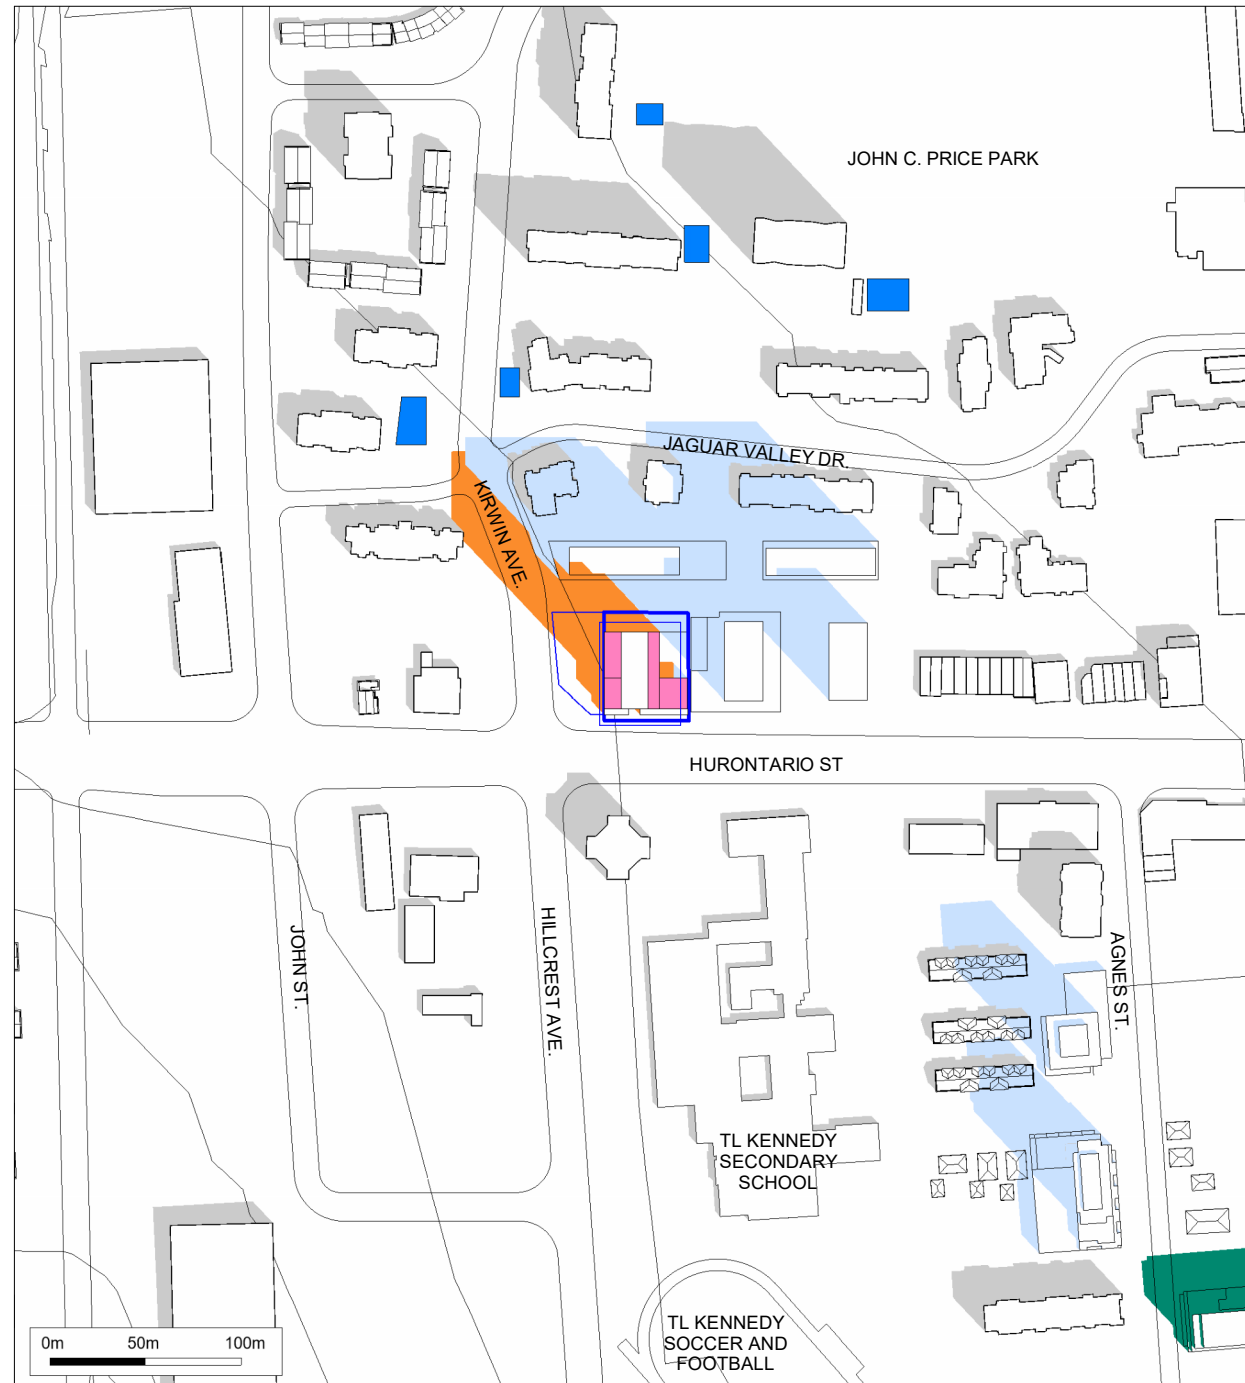 JOHN C. PRICE PARK
JAGUAR VALLEY DR.
KIRWIN AVE.
HURONTARIO ST
JOHN ST.
HILLCREST AVE.
AGNES ST.
TL KENNEDY
SECONDARY
SCHOOL
TL KENNEDY
SOCCER AND
FOOTBALL
0m 50m 100m